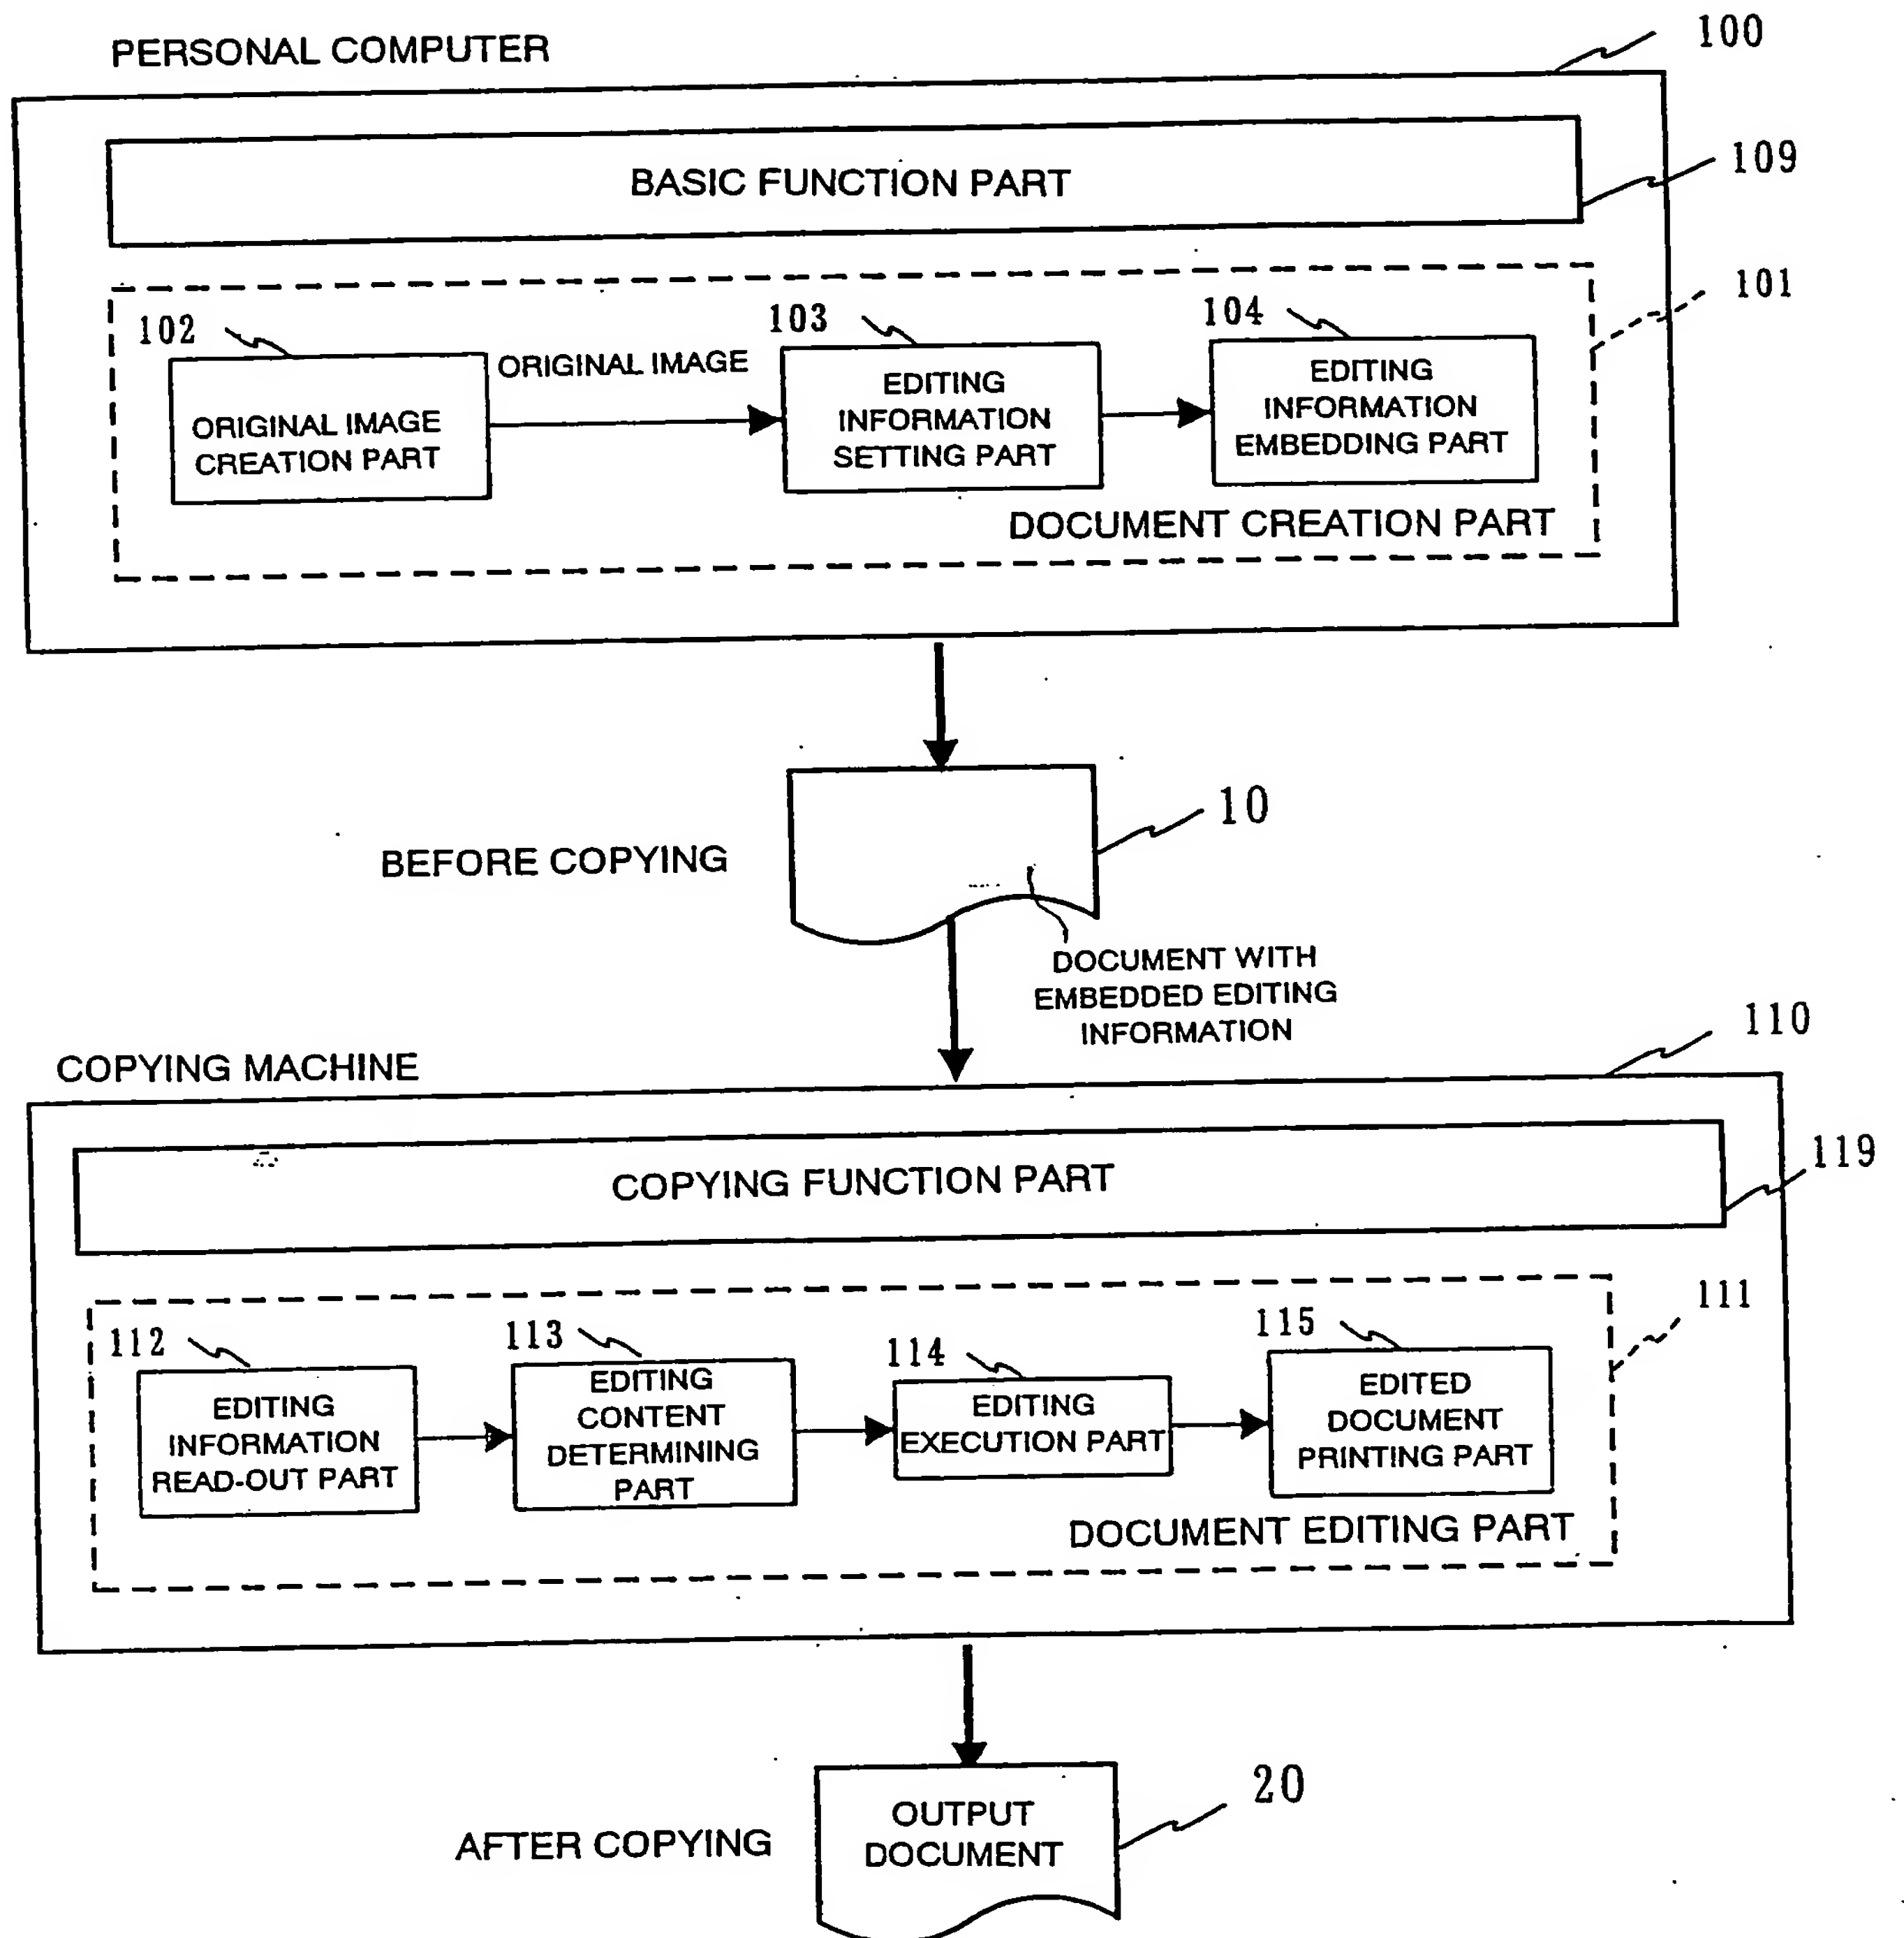 PERSONAL COMPUTER
100
BASIC FUNCTION PART
109
101
102
ORIGINAL IMAGE
CREATION PART
ORIGINAL IMAGE
103
EDITING
INFORMATION
SETTING PART
104
EDITING
INFORMATION
EMBEDDING PART
DOCUMENT CREATION PART
BEFORE COPYING
10
DOCUMENT WITH
EMBEDDED EDITING
INFORMATION
COPYING MACHINE
110
COPYING FUNCTION PART
119
111
112
EDITING
INFORMATION
READ-OUT PART
113
EDITING
CONTENT
DETERMINING
PART
114
EDITING
EXECUTION PART
115
EDITED
DOCUMENT
PRINTING PART
DOCUMENT EDITING PART
AFTER COPYING
OUTPUT
DOCUMENT
20